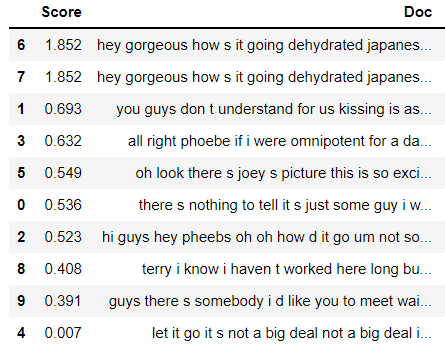 Score Doc
6 1.852 hey gorgeous how s it going dehydrated japanes...
7 1.852 hey gorgeous how s it going dehydrated japanes...
1 0.693 you guys don t understand for us kissing is as...
3 0.632 all right phoebe if i were omnipotent for a da...
5 0.549 oh look there s joey s picture this is so exci...
0 0.536 there s nothing to tell it s just some guy i w...
2 0.523 hi guys hey pheebs oh oh how d it go um not so...
8 0.408 terry i know i haven t worked here long bu...
9 0.391 guys there s somebody i d like you to meet wai...
4 0.007 let it go it s not a big deal not a big deal i...